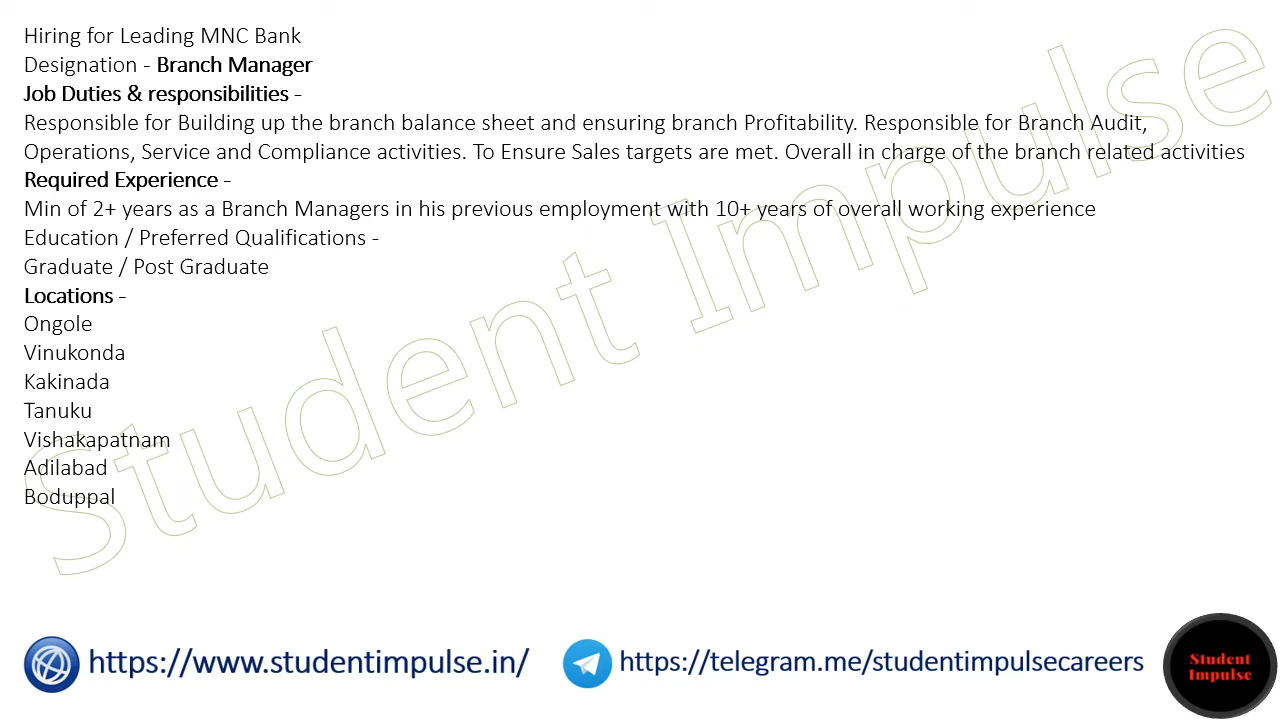 Hiring for Leading MNC Bank
Designation - Branch Manager
Job Duties & responsibilities -
Responsible for Building up the branch balance sheet and ensuring branch Profitability. Responsible for Branch Audit,
Operations, Service and Compliance activities. To Ensure Sales targets are met. Overall in charge of the branch related activities
Required Experience -
Min of 2+ years as a Branch Managers in his previous employment with 10+ years of overall working experience
Education / Preferred Qualifications -
Graduate / Post Graduate
Locations -
Ongole
Vinukonda
Kakinada
Tanuku
Vishakapatnam
Adilabad
Boduppal
Student Impulse
https://www.studentimpulse.in/
https://telegram.me/studentimpulsecareers
Student
Impulse